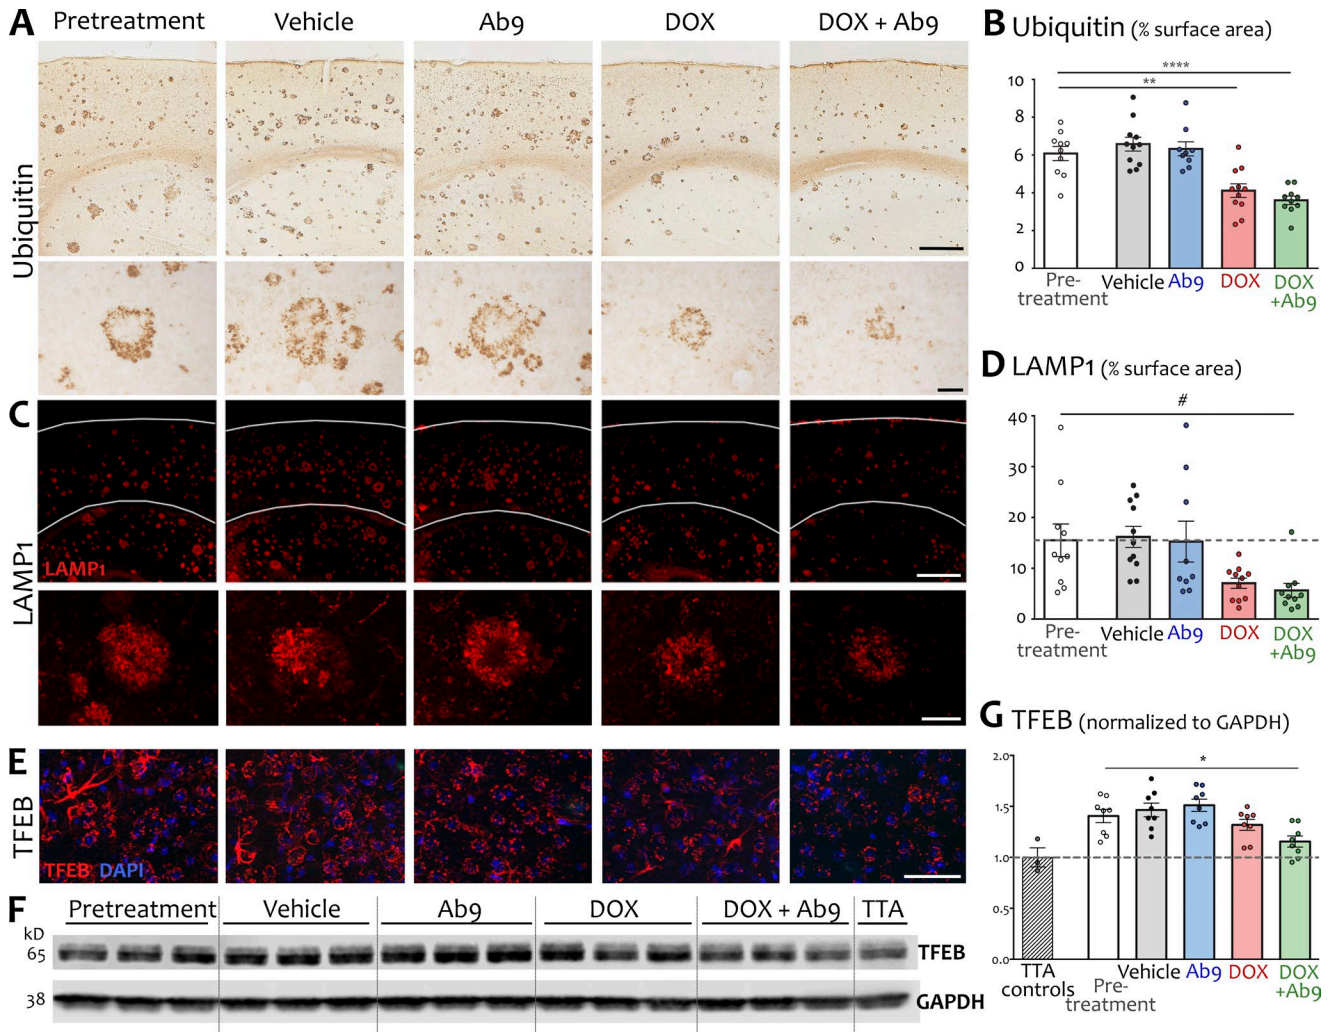 A Pretreatment Vehicle Ab9 DOX DOX + Ab9
Ubiquitin
C
LAMP1
LAMP1
E
TFEB
TFEB DAPI
F Pretreatment Vehicle Ab9 DOX DOX + Ab9 TTA
kD
65 TFEB
38 GAPDH
B Ubiquitin (% surface area)
****
**
10
8
6
4
2
0
Pre-treatment Vehicle Ab9 DOX DOX +Ab9
D LAMP1 (% surface area)
#
40
30
20
10
0
Pre-treatment Vehicle Ab9 DOX DOX +Ab9
G TFEB (normalized to GAPDH)
*
2.0
1.5
1.0
0.5
0.0
TTA controls Pre-treatment Vehicle Ab9 DOX DOX +Ab9